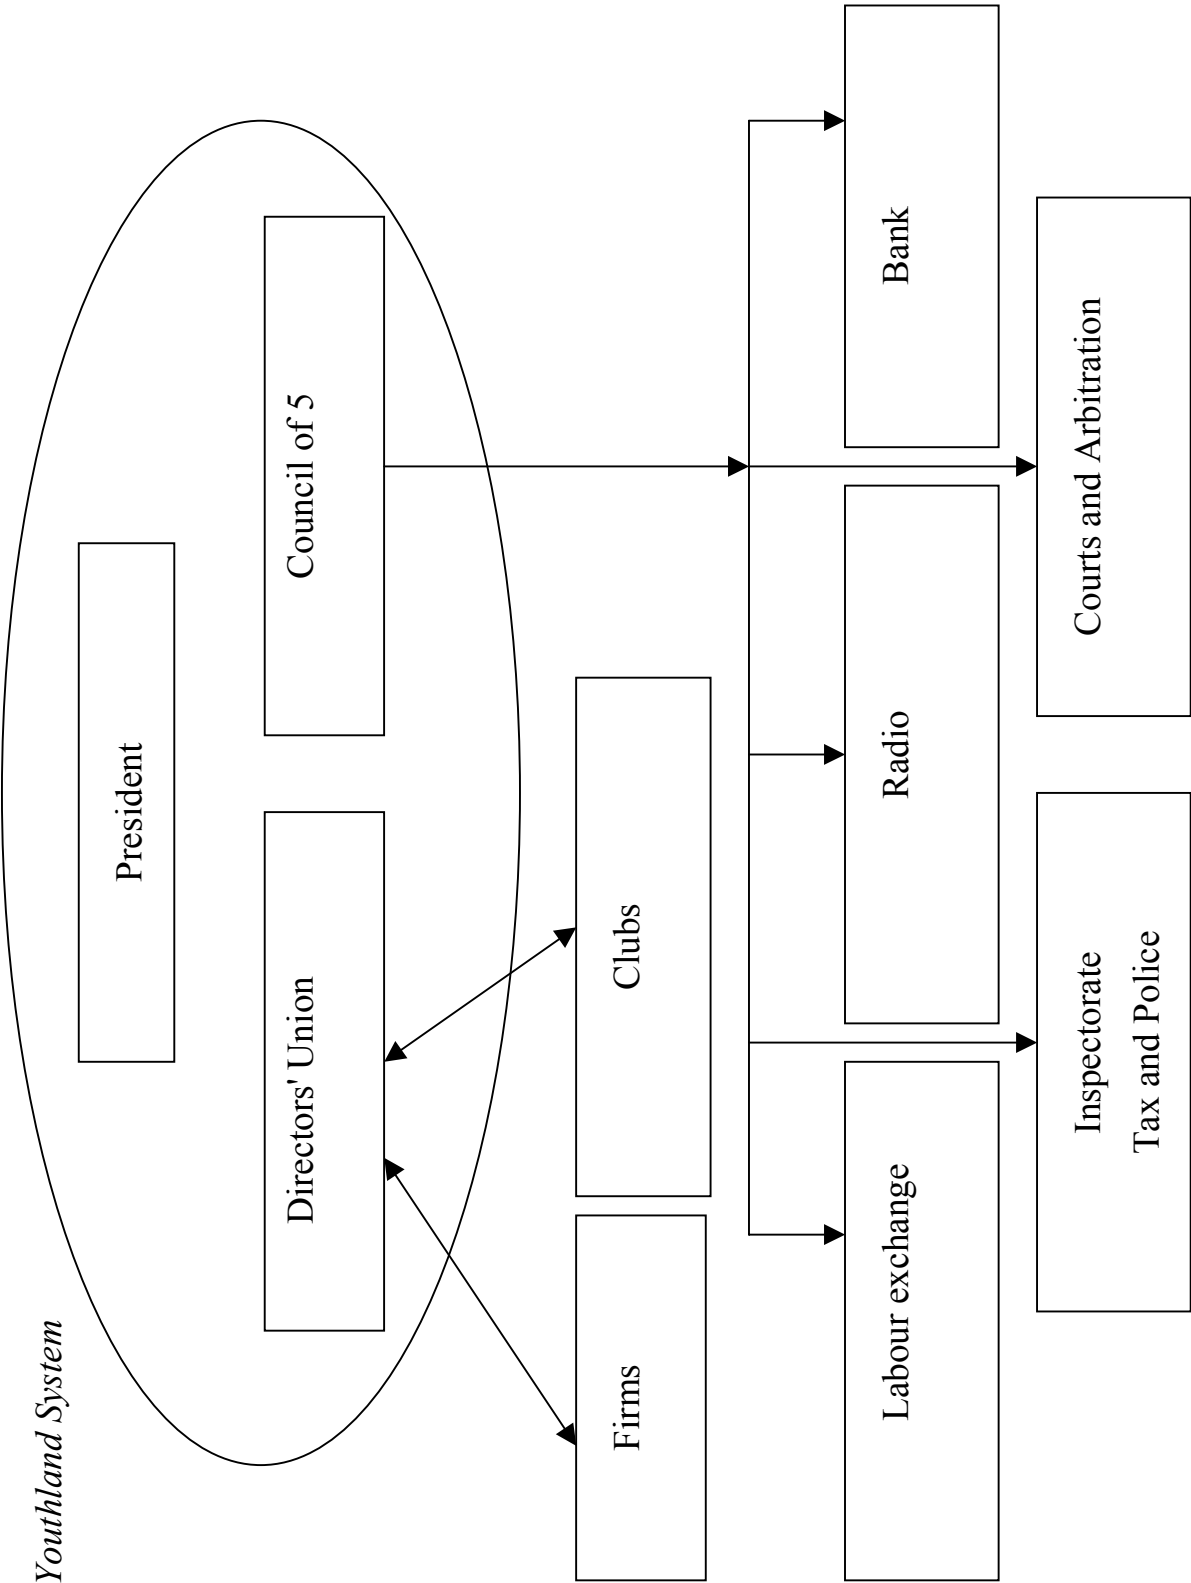 Youthland System
President
Directors' Union
Council of 5
Firms
Clubs
Labour exchange
Radio
Bank
Inspectorate
Tax and Police
Courts and Arbitration